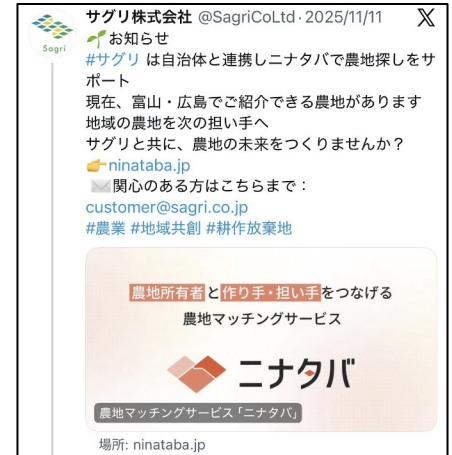 サグリ株式会社 @SagriCoLtd·2025/11/11
Sagri
🌱お知らせ
#サグリ は自治体と連携しニナタバで農地探しをサ
ポート
現在、富山・広島でご紹介できる農地があります
地域の農地を次の担い手へ
サグリと共に、農地の未来をつくりませんか？
👉ninataba.jp
✉️関心のある方はこちらまで：
customer@sagri.co.jp
#農業 #地域共創 #耕作放棄地
農地所有者と作り手・担い手をつなげる
農地マッチングサービス
ニナタバ
農地マッチングサービス「ニナタバ」
場所: ninataba.jp